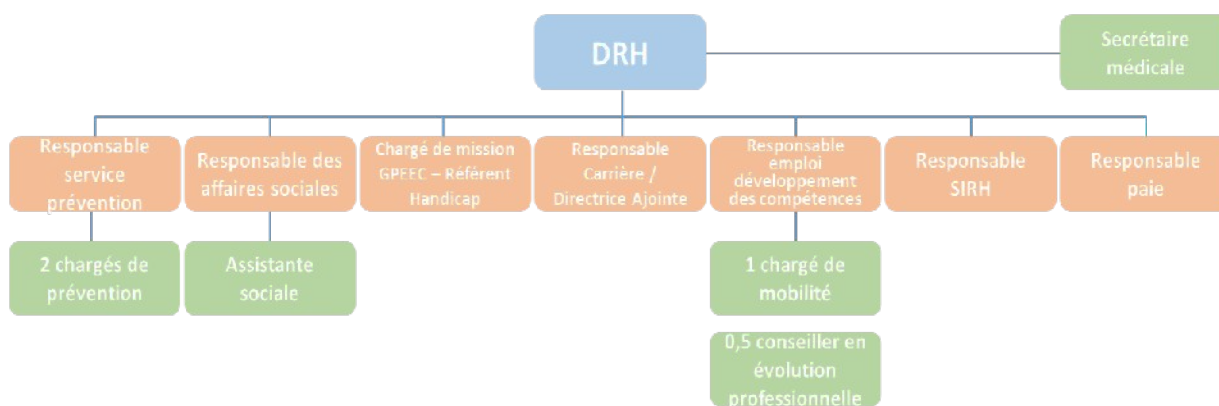 DRH
Secrétaire
médicale
Responsable
service
prévention
Responsable des
affaires sociales
Chargé de mission
GPEEC – Référent
Handicap
Responsable
Carrière /
Directrice Ajointe
Responsable
emploi
développement
des compétences
Responsable
SIRH
Responsable
paie
2 chargés de
prévention
Assistante
sociale
1 chargé de
mobilité
0,5 conseiller en
évolution
professionnelle